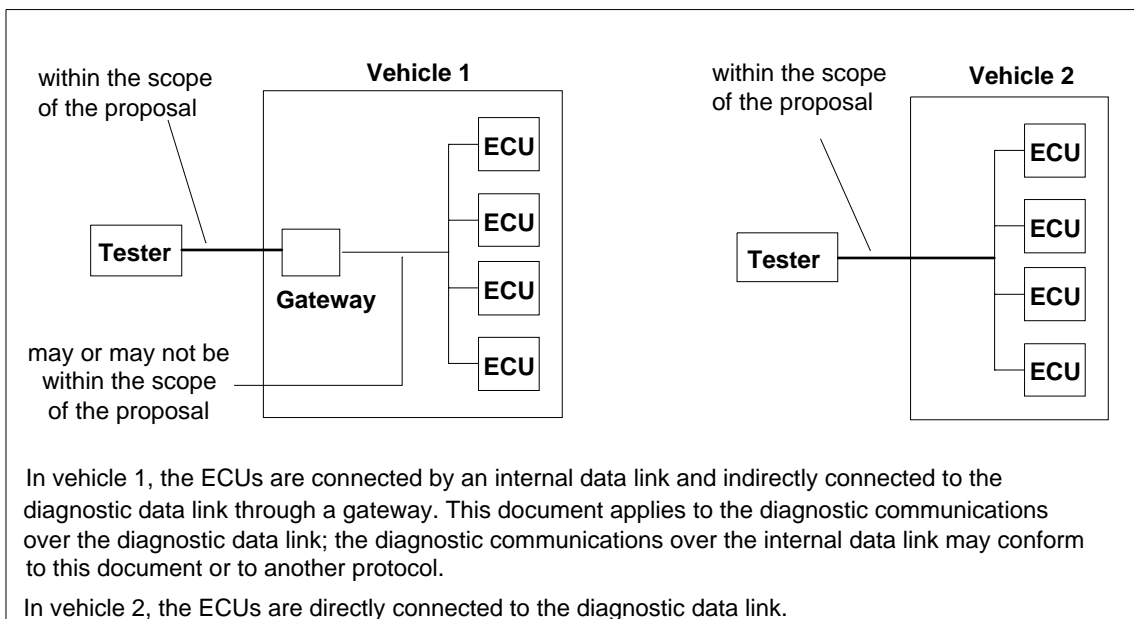 within the scope
of the proposal
Vehicle 1
ECU
ECU
ECU
ECU
Tester
Gateway
may or may not be
within the scope
of the proposal
within the scope
of the proposal
Vehicle 2
ECU
ECU
ECU
ECU
Tester
In vehicle 1, the ECUs are connected by an internal data link and indirectly connected to the
diagnostic data link through a gateway. This document applies to the diagnostic communications
over the diagnostic data link; the diagnostic communications over the internal data link may conform
to this document or to another protocol.
In vehicle 2, the ECUs are directly connected to the diagnostic data link.